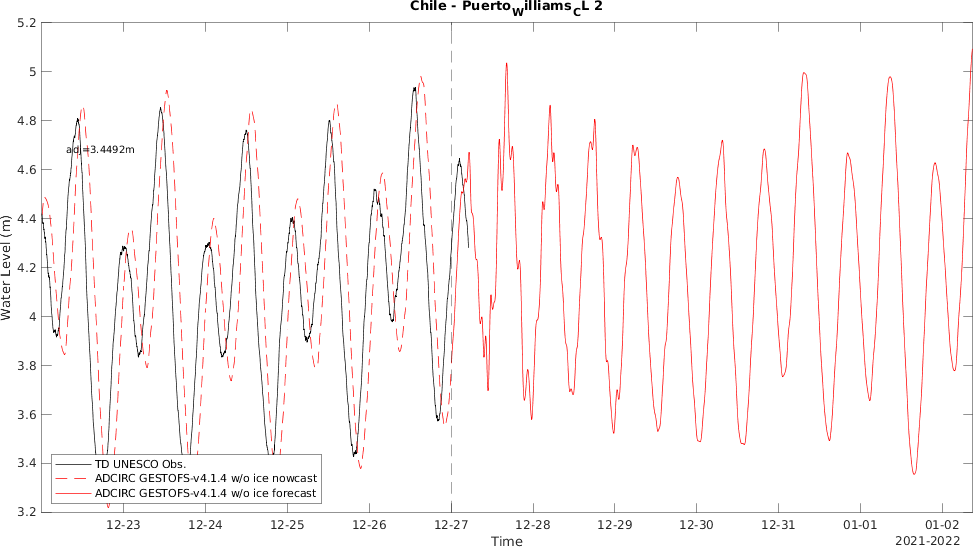 Chile - Puerto_Williams_CL 2
5.2
5
4.8
4.6
4.4
4.2
4
3.8
3.6
3.4
3.2
Water Level (m)
adj=3.4492m
TD UNESCO Obs.
ADCIRC GESTOFS-v4.1.4 w/o ice nowcast
ADCIRC GESTOFS-v4.1.4 w/o ice forecast
12-23 12-24 12-25 12-26 12-27 12-28 12-29 12-30 12-31 01-01 01-02
Time
2021-2022